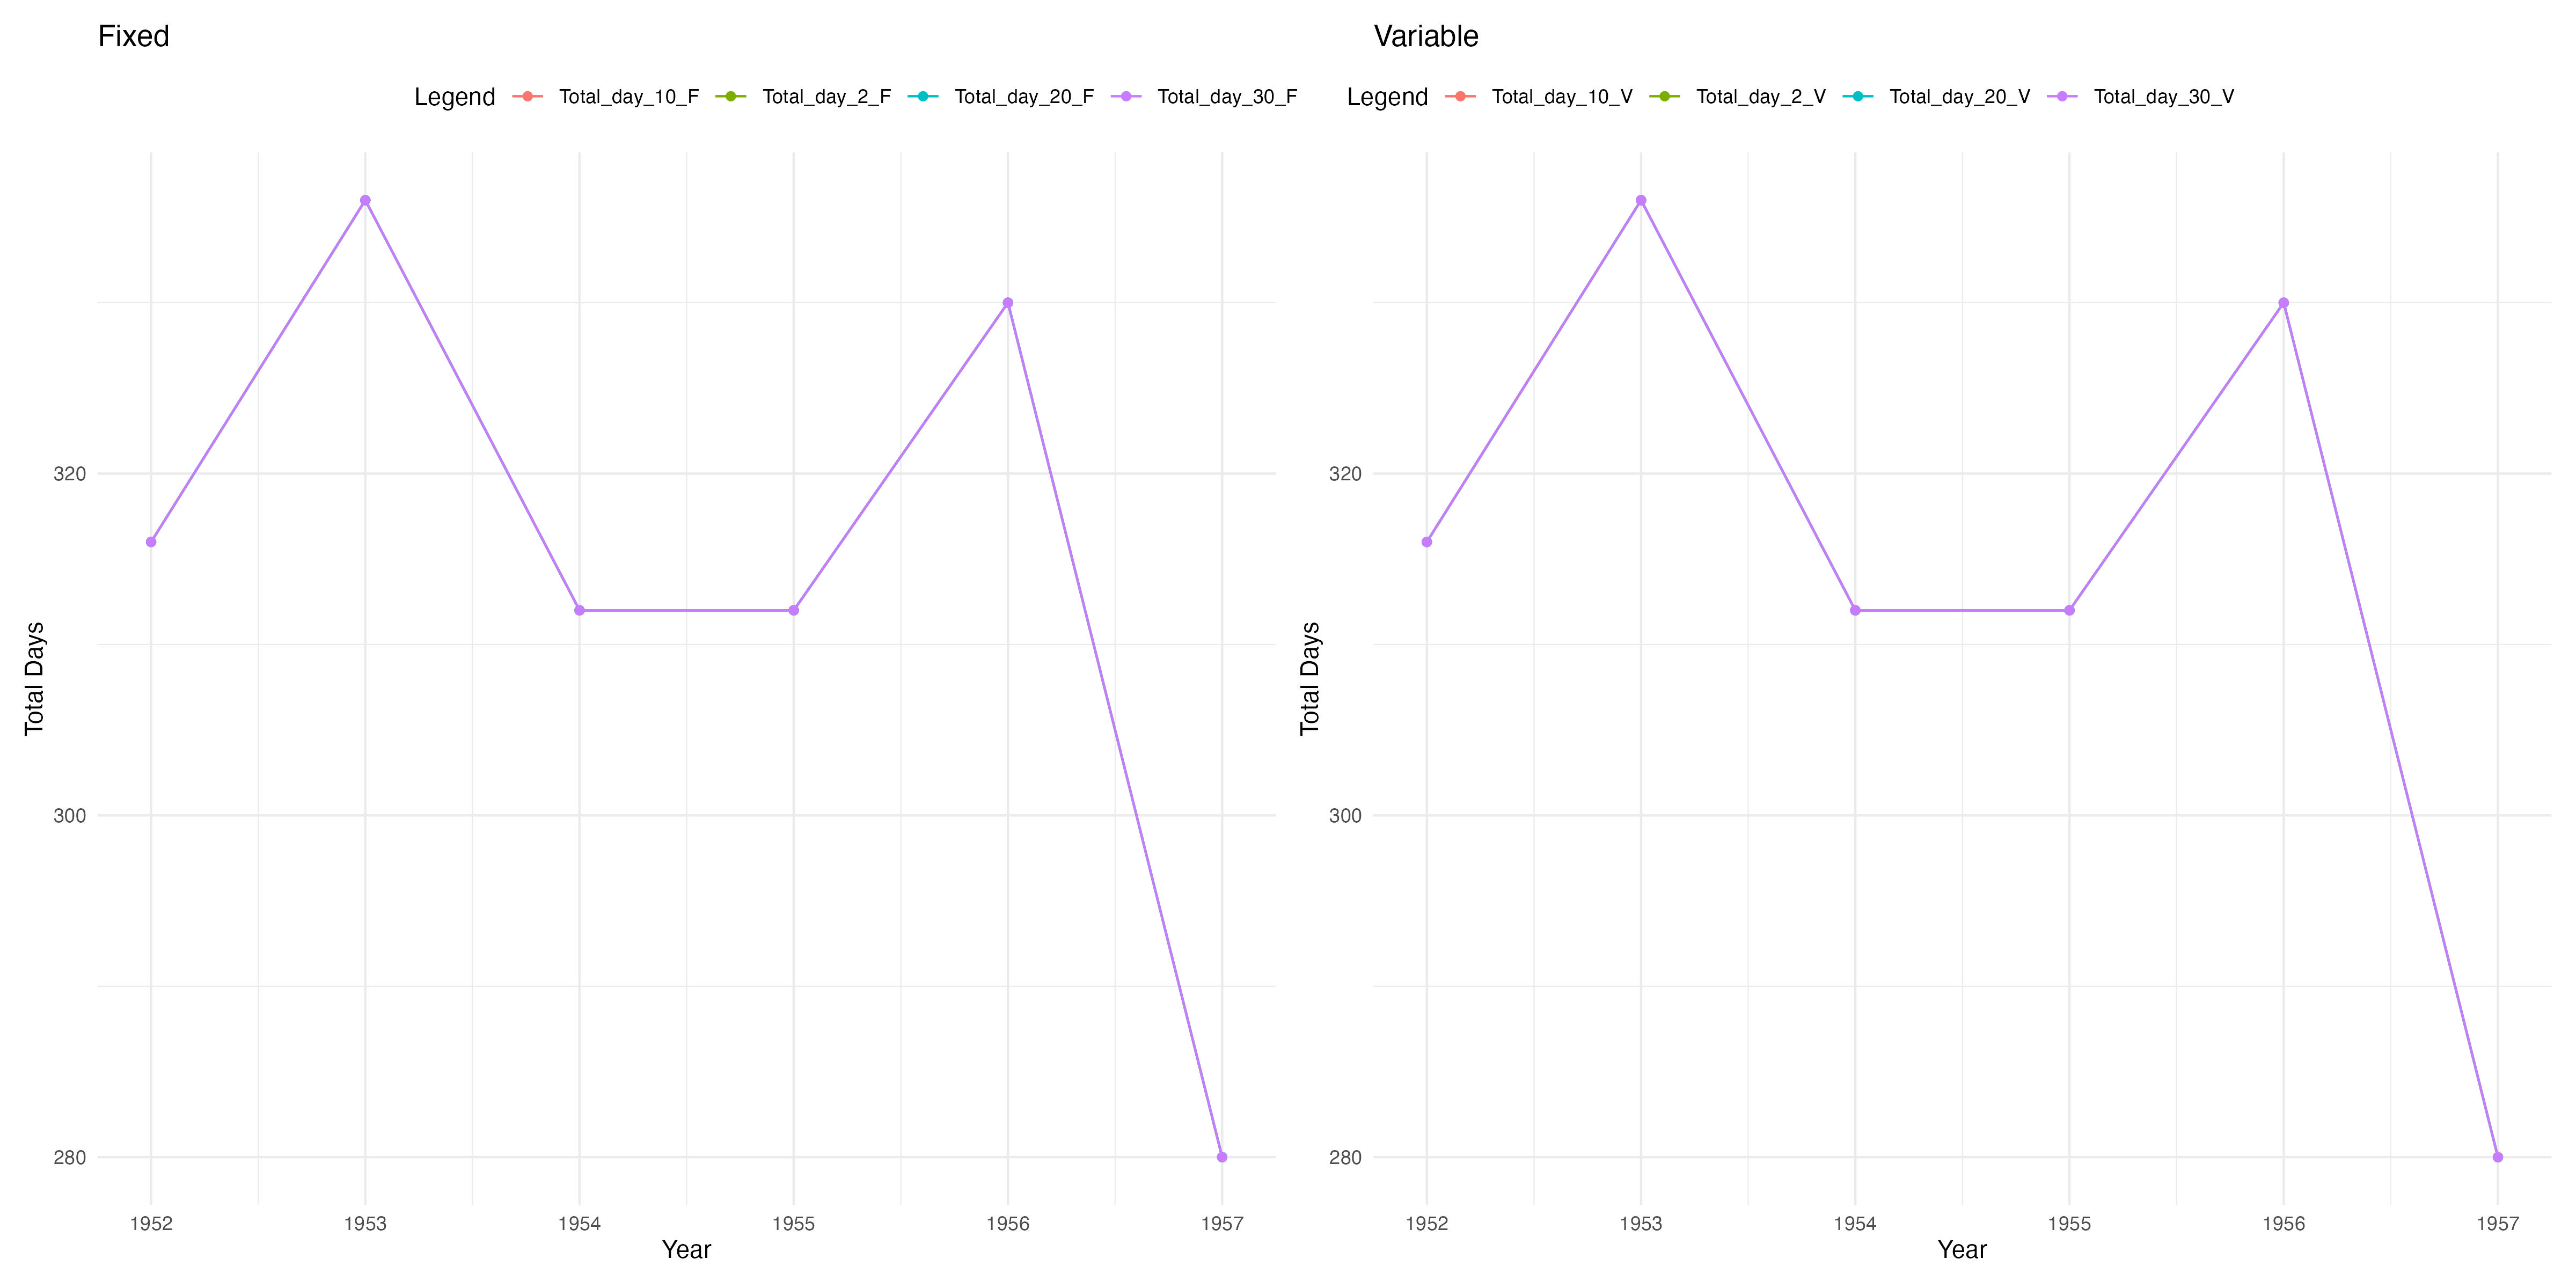 Fixed
Legend Total_day_10_F Total_day_2_F Total_day_20_F Total_day_30_F
320
300
280
Total Days
1952 1953 1954 1955 1956 1957
Year
Variable
Legend Total_day_10_V Total_day_2_V Total_day_20_V Total_day_30_V
320
300
280
Total Days
1952 1953 1954 1955 1956 1957
Year